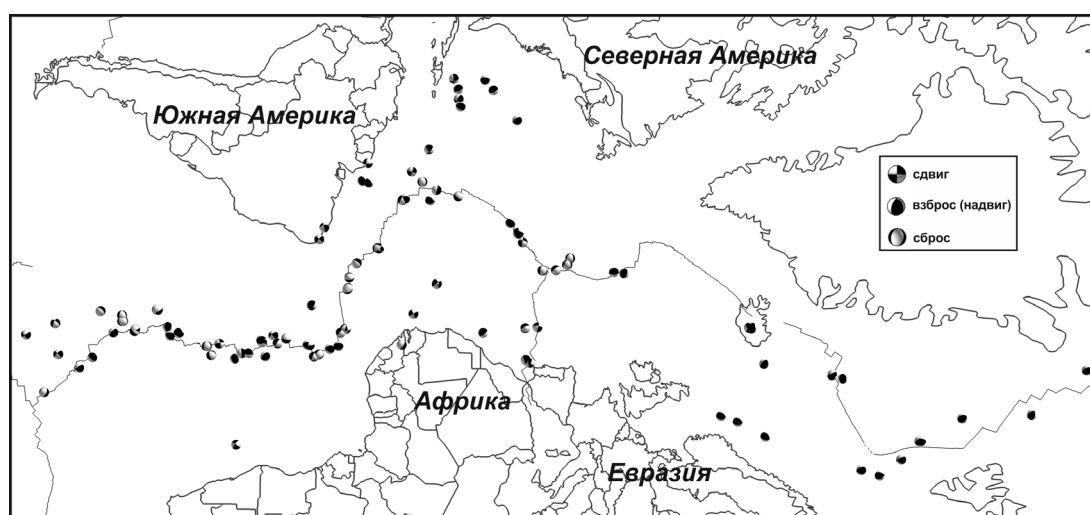 Северная Америка
Южная Америка
сдвиг
взброс (надвиг)
сброс
Африка
Евразия